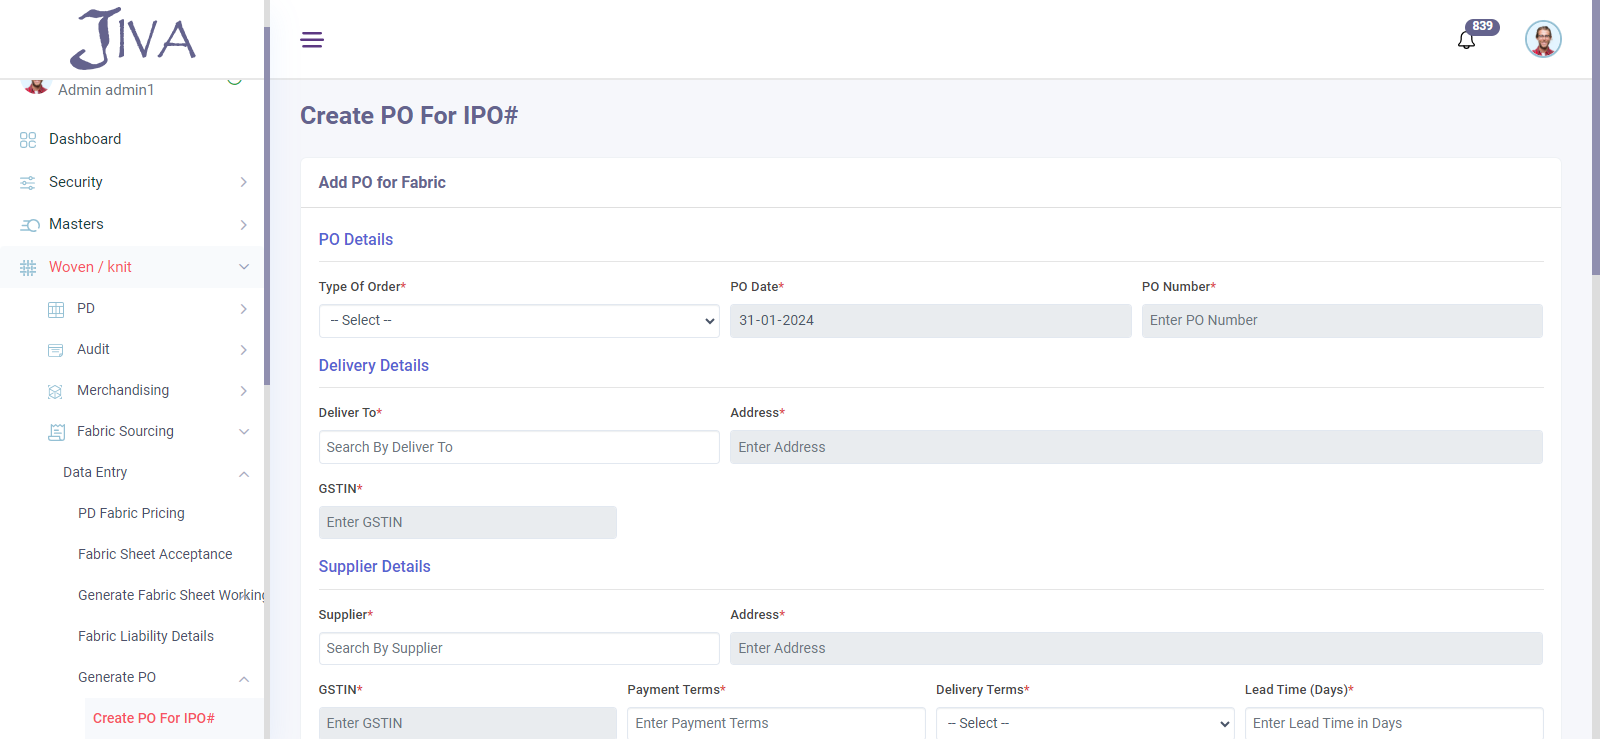 JIVA
839
Admin admin1
Dashboard
Security
Masters
Woven / knit
PD
Audit
Merchandising
Fabric Sourcing
Data Entry
PD Fabric Pricing
Fabric Sheet Acceptance
Generate Fabric Sheet Working
Fabric Liability Details
Generate PO
Create PO For IPO#
Create PO For IPO#
Add PO for Fabric
PO Details
Type Of Order* PO Date* PO Number*
-- Select -- 31-01-2024 Enter PO Number
Delivery Details
Deliver To* Address*
Search By Deliver To Enter Address
GSTIN*
Enter GSTIN
Supplier Details
Supplier* Address*
Search By Supplier Enter Address
GSTIN* Payment Terms* Delivery Terms* Lead Time (Days)*
Enter GSTIN Enter Payment Terms -- Select -- Enter Lead Time in Days